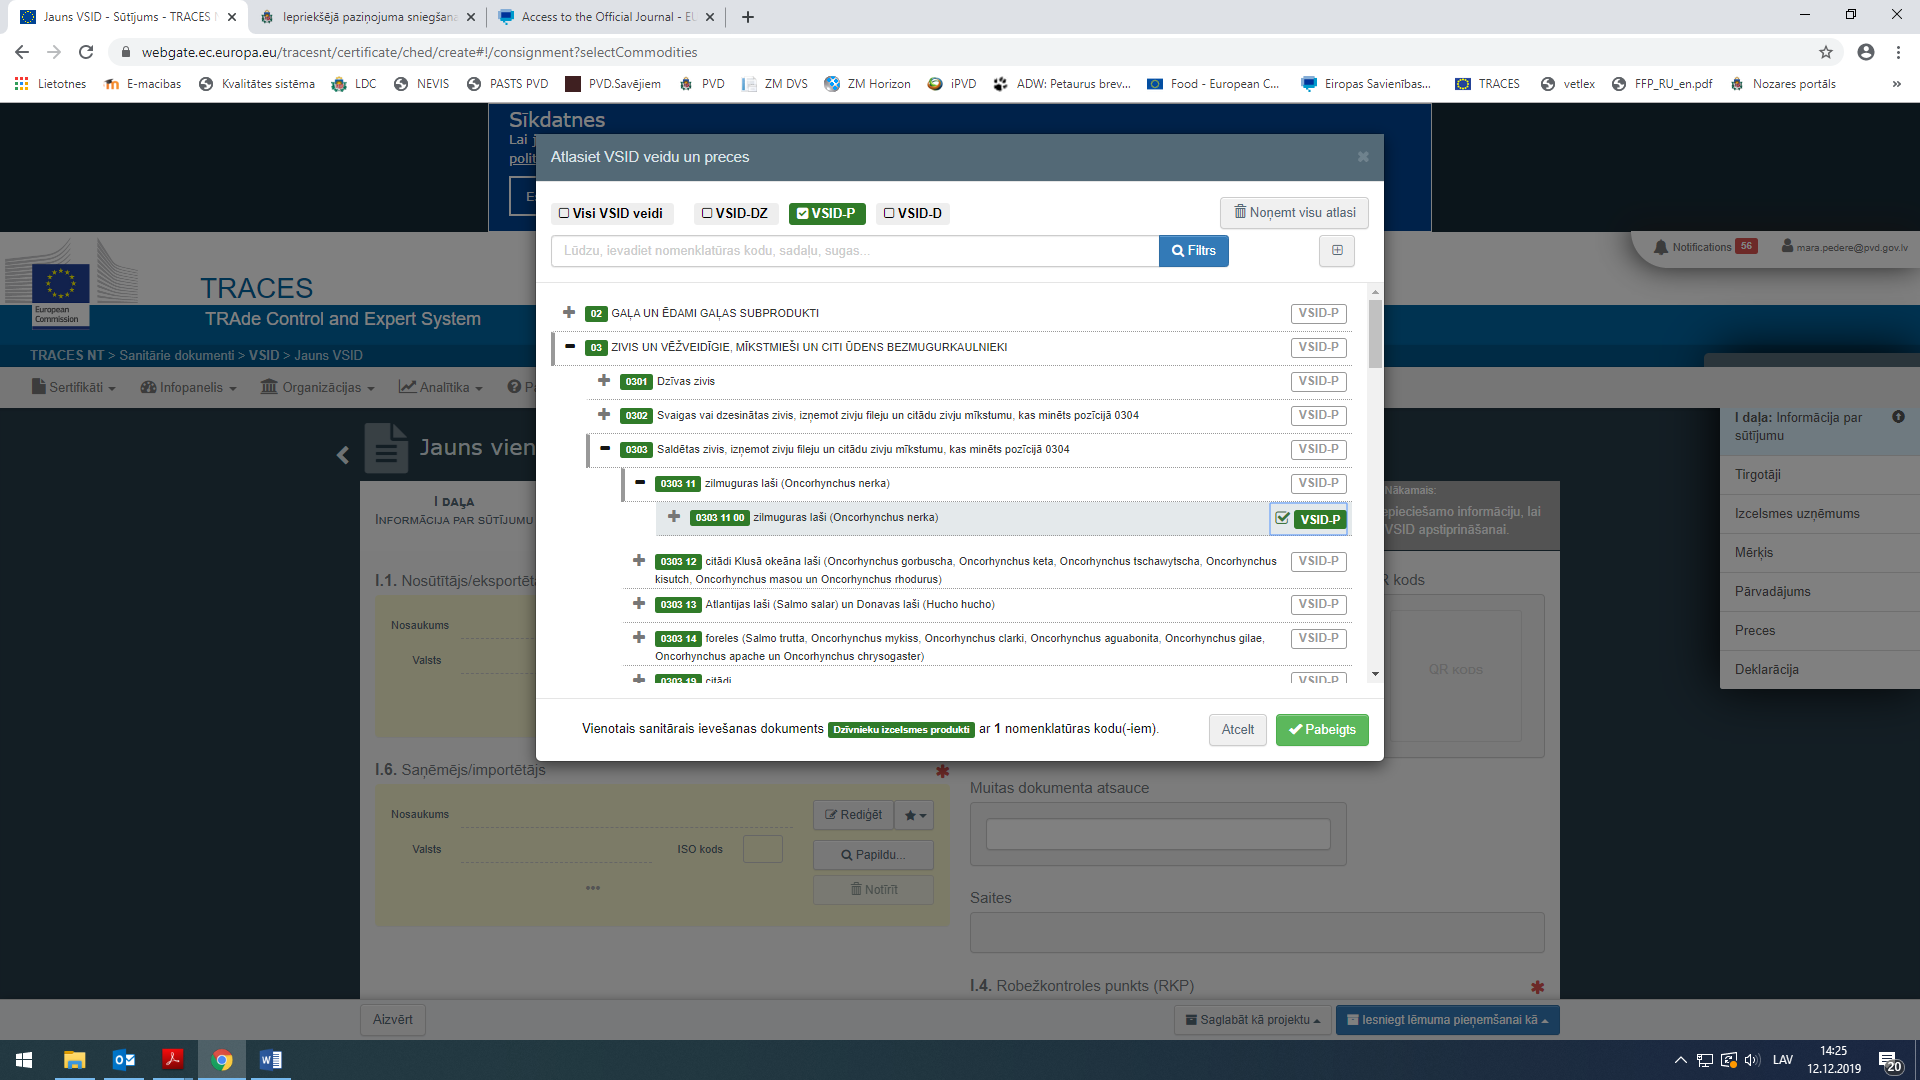 Jauns VSID - Sūtījums - TRACES
Iepriekšējā paziņojuma sniegšana
Access to the Official Journal - EU
webgate.ec.europa.eu/tracesnt/certificate/ched/create#!/consignment?selectCommodities
Lietotnes
E-macibas
Kvalitātes sistēma
LDC
NEVIS
PASTS PVD
PVD.Savējiem
PVD
ZM DVS
ZM Horizon
iPVD
ADW: Petaurus brev...
Food - European C...
Eiropas Savienības...
TRACES
vetlex
FFP_RU_en.pdf
Nozares portāls
»
Sīkdatnes
Lai j
polit
Es
Atlasiet VSID veidu un preces
Visi VSID veidi
VSID-DZ
VSID-P
VSID-D
Noņemt visu atlasi
Lūdzu, ievadiet nomenklatūras kodu, sadaļu, sugas...
Filtrs
European
Commission
TRACES
TRAde Control and Expert System
Notifications 56
mara.pedere@pvd.gov.lv
TRACES NT > Sanitārie dokumenti > VSID > Jauns VSID
Sertifikāti
Infopanelis
Organizācijas
Analītika
02 GAĻA UN ĒDAMI GAĻAS SUBPRODUKTI VSID-P
03 ZIVIS UN VĒŽVEIDĪGIE, MĪKSTMIEŠI UN CITI ŪDENS BEZMUGURKAULNIEKI VSID-P
0301 Dzīvas zivis VSID-P
0302 Svaigas vai dzesinātas zivis, izņemot zivju fileju un citādu zivju mīkstumu, kas minēts pozīcijā 0304 VSID-P
0303 Saldētas zivis, izņemot zivju fileju un citādu zivju mīkstumu, kas minēts pozīcijā 0304 VSID-P
0303 11 zilmuguras laši (Oncorhynchus nerka) VSID-P
0303 11 00 zilmuguras laši (Oncorhynchus nerka) VSID-P
0303 12 citādi Klusā okeāna laši (Oncorhynchus gorbuscha, Oncorhynchus keta, Oncorhynchus tschawytscha, Oncorhynchus VSID-P
kisutch, Oncorhynchus masou un Oncorhynchus rhodurus)
0303 13 Atlantijas laši (Salmo salar) un Donavas laši (Hucho hucho) VSID-P
0303 14 foreles (Salmo trutta, Oncorhynchus mykiss, Oncorhynchus clarki, Oncorhynchus aguabonita, Oncorhynchus gilae, VSID-P
Oncorhynchus apache un Oncorhynchus chrysogaster)
0303 19 citādi VSID-P
Vienotais sanitārais ievešanas dokuments Dzīvnieku izcelsmes produkti ar 1 nomenklatūras kodu(-iem).
Atcelt
Pabeigts
Jauns vien
I DAĻA
INFORMĀCIJA PAR SŪTĪJUMU
Nākamais:
epieciešamo informāciju, lai
VSID apstiprināšanai.
I.1. Nosūtītājs/eksportētā
Nosaukums
Valsts
R kods
QR KODS
I daļa: Informācija par
sūtījumu
Tirgotāji
Izcelsmes uzņēmums
Mērķis
Pārvadājums
Preces
Deklarācija
I.6. Saņēmējs/importētājs
Nosaukums
Valsts
ISO kods
Rediģēt
Papildu...
Notīrīt
Muitas dokumenta atsauce
Saites
I.4. Robežkontroles punkts (RKP)
Aizvērt
Saglabāt kā projektu
Iesniegt lēmuma pieņemšanai kā
LAV
14:25
12.12.2019
20